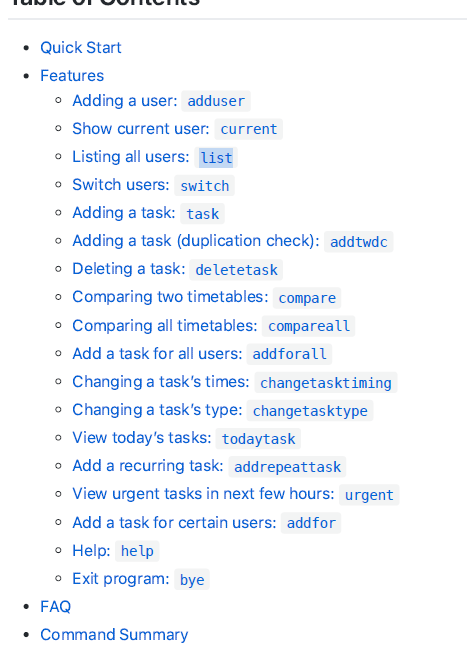 Table of Contents
Quick Start
Features
Adding a user: adduser
Show current user: current
Listing all users: list
Switch users: switch
Adding a task: task
Adding a task (duplication check): addtwdc
Deleting a task: deletetask
Comparing two timetables: compare
Comparing all timetables: compareall
Add a task for all users: addforall
Changing a task’s times: changetasktiming
Changing a task’s type: changetasktype
View today’s tasks: todaytask
Add a recurring task: addrepeattask
View urgent tasks in next few hours: urgent
Add a task for certain users: addfor
Help: help
Exit program: bye
FAQ
Command Summary